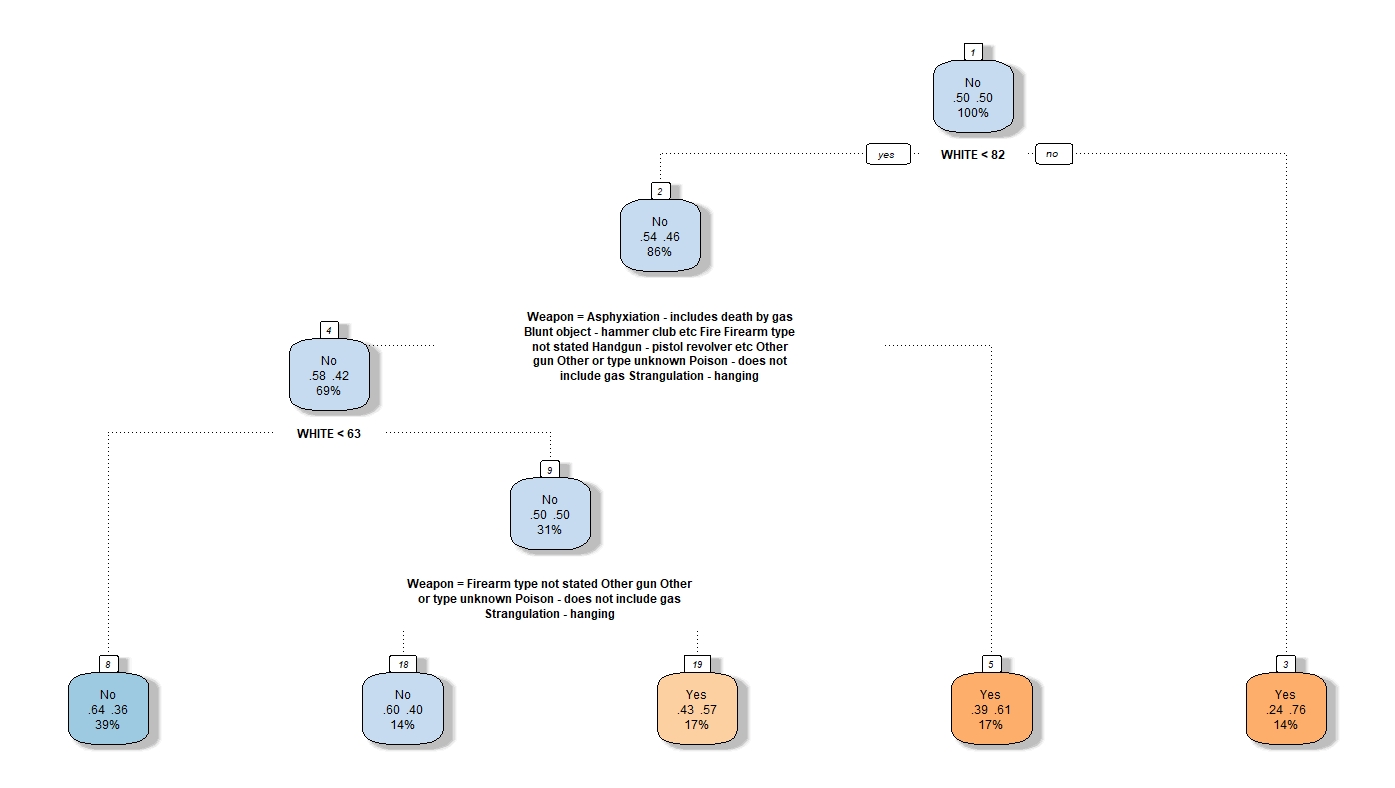 1
No
.50 .50
100%
yes
WHITE < 82
no
2
No
.54 .46
86%
Weapon = Asphyxiation - includes death by gas
Blunt object - hammer club etc Fire Firearm type
not stated Handgun - pistol revolver etc Other
gun Other or type unknown Poison - does not
include gas Strangulation - hanging
4
No
.58 .42
69%
WHITE < 63
9
No
.50 .50
31%
Weapon = Firearm type not stated Other gun Other
or type unknown Poison - does not include gas
Strangulation - hanging
8
No
.64 .36
39%
18
No
.60 .40
14%
19
Yes
.43 .57
17%
5
Yes
.39 .61
17%
3
Yes
.24 .76
14%